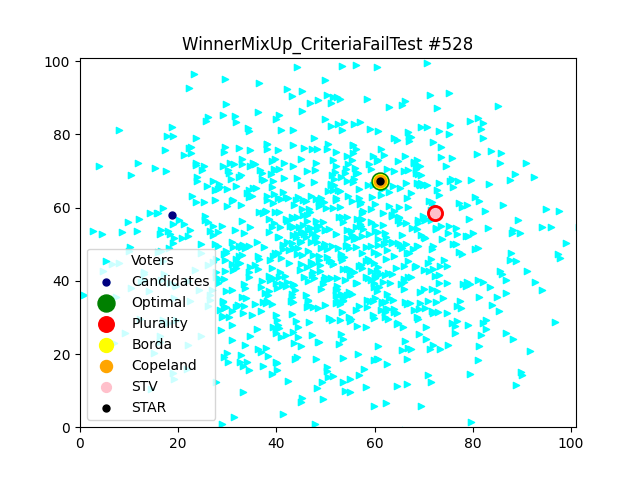 WinnerMixUp_CriteriaFailTest #528
100
80
60
40
20
0
Voters
Candidates
Optimal
Plurality
Borda
Copeland
STV
STAR
0 20 40 60 80 100